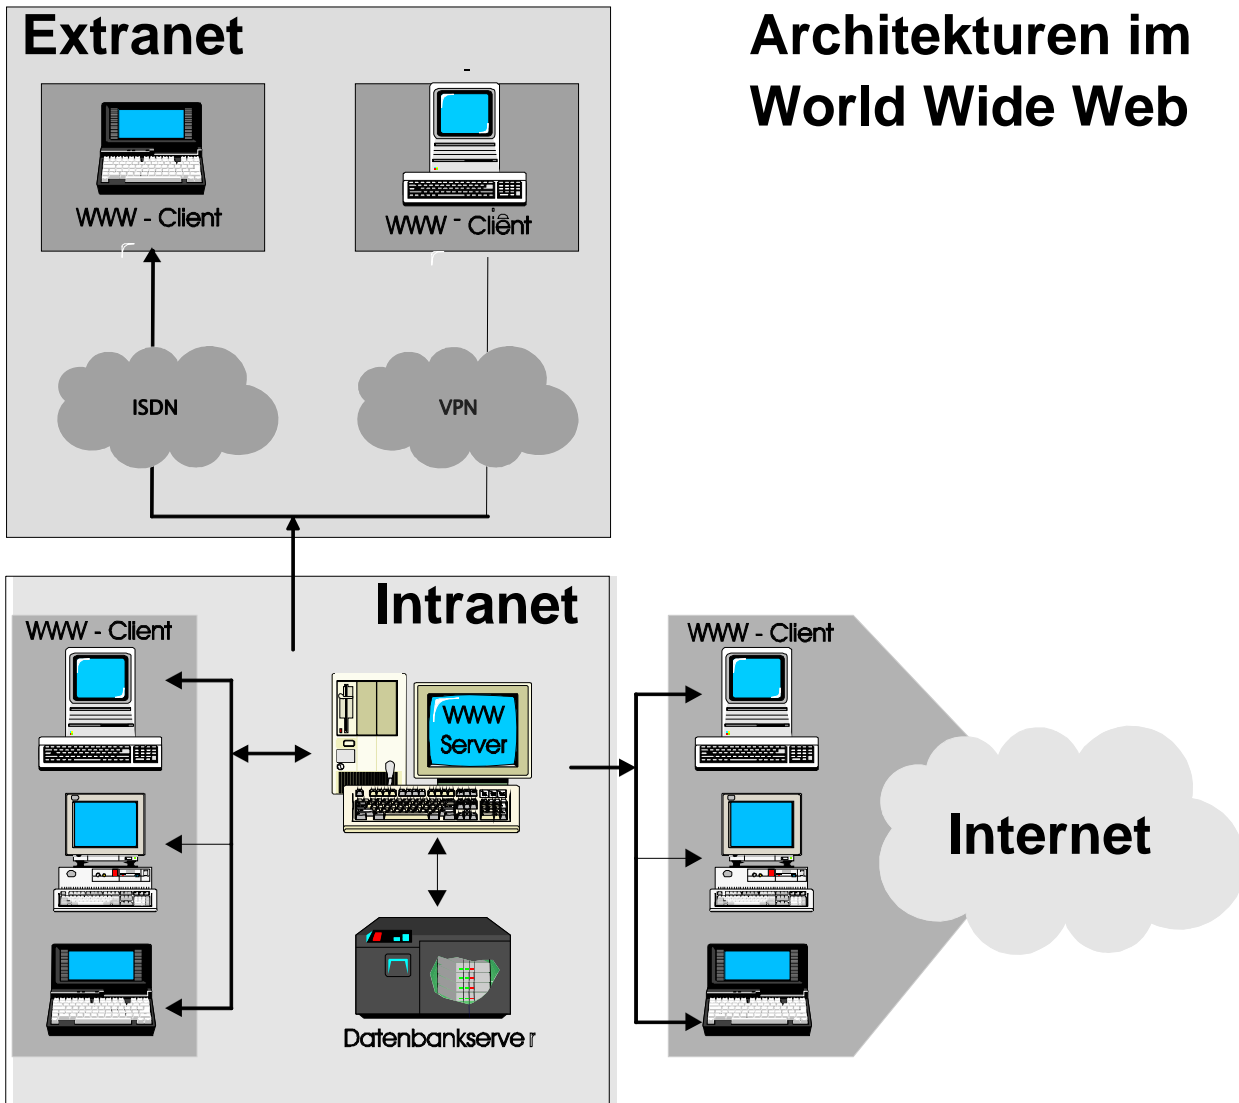 Extranet
Architekturen im
World Wide Web
WWW - Client
WWW - Client
ISDN
VPN
Intranet
WWW - Client
WWW - Client
WWW
Server
Internet
Datenbankserver